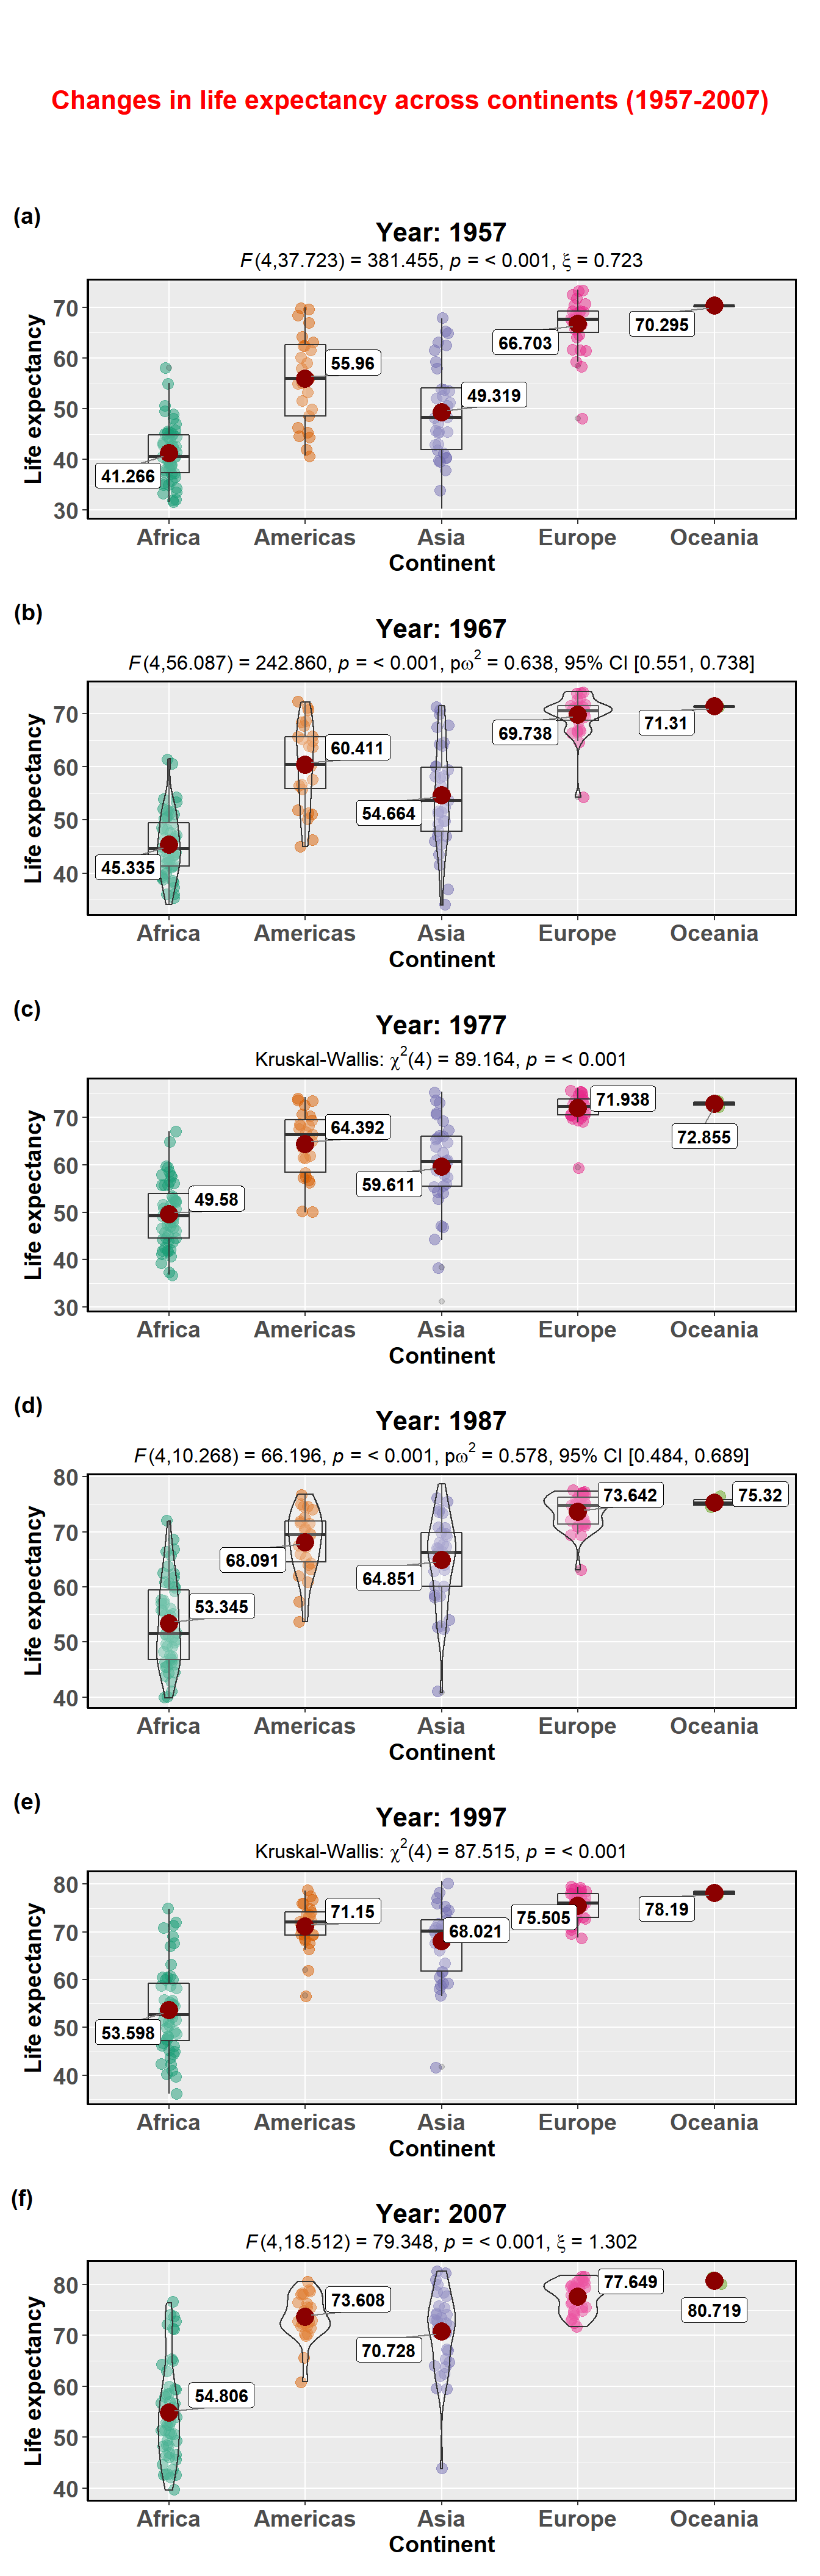 Changes in life expectancy across continents (1957-2007)
(a)
Year: 1957
F(4,37.723) = 381.455, p = < 0.001, ξ = 0.723
Life expectancy
70
60
50
40
30
41.266
55.96
49.319
66.703
70.295
Africa Americas Asia Europe Oceania
Continent
(b)
Year: 1967
F(4,56.087) = 242.860, p = < 0.001, pω² = 0.638, 95% CI [0.551, 0.738]
Life expectancy
70
60
50
40
45.335
60.411
54.664
69.738
71.31
Africa Americas Asia Europe Oceania
Continent
(c)
Year: 1977
Kruskal-Wallis: χ²(4) = 89.164, p = < 0.001
Life expectancy
70
60
50
40
30
49.58
64.392
59.611
71.938
72.855
Africa Americas Asia Europe Oceania
Continent
(d)
Year: 1987
F(4,10.268) = 66.196, p = < 0.001, pω² = 0.578, 95% CI [0.484, 0.689]
Life expectancy
80
70
60
50
40
53.345
68.091
64.851
73.642
75.32
Africa Americas Asia Europe Oceania
Continent
(e)
Year: 1997
Kruskal-Wallis: χ²(4) = 87.515, p = < 0.001
Life expectancy
80
70
60
50
40
53.598
71.15
68.021
75.505
78.19
Africa Americas Asia Europe Oceania
Continent
(f)
Year: 2007
F(4,18.512) = 79.348, p = < 0.001, ξ = 1.302
Life expectancy
80
70
60
50
40
54.806
73.608
70.728
77.649
80.719
Africa Americas Asia Europe Oceania
Continent